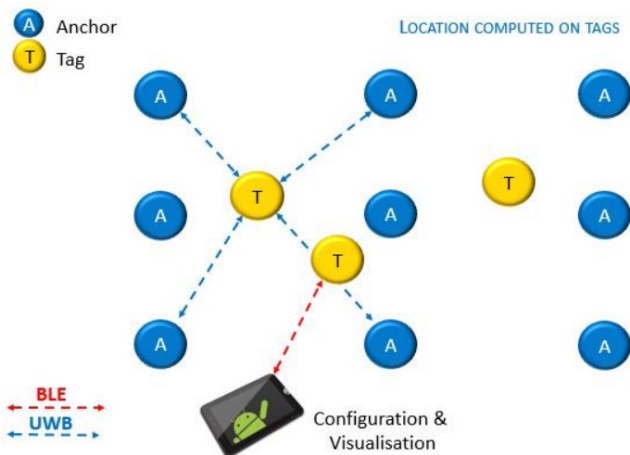 A Anchor
T Tag
LOCATION COMPUTED ON TAGS
A A A
T T
A A A
T
A A A
BLE
UWB
Configuration &
Visualisation